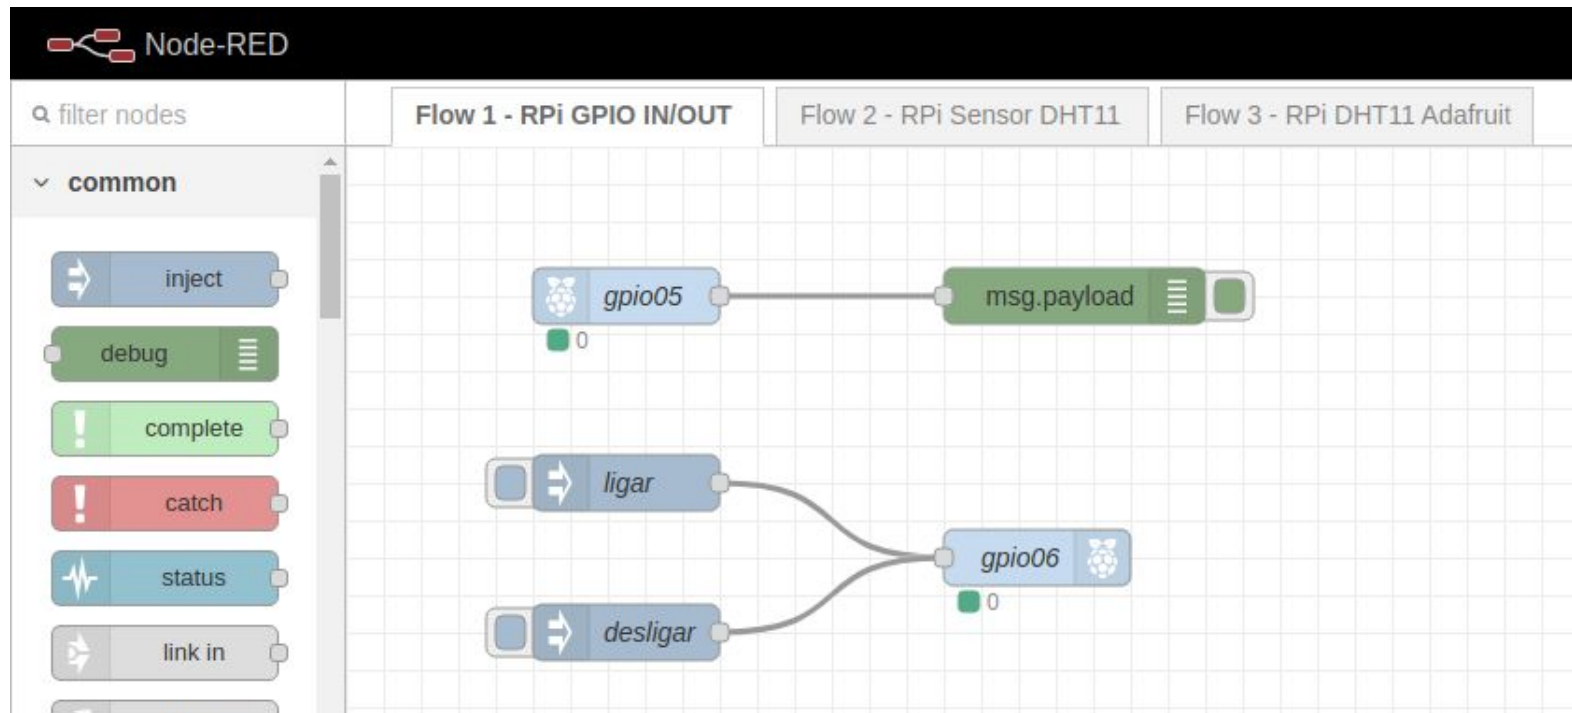 Node-RED
filter nodes
Flow 1 - RPi GPIO IN/OUT
Flow 2 - RPi Sensor DHT11
Flow 3 - RPi DHT11 Adafruit
common
inject
debug
complete
catch
status
link in
gpio05
0
msg.payload
ligar
desligar
gpio06
0